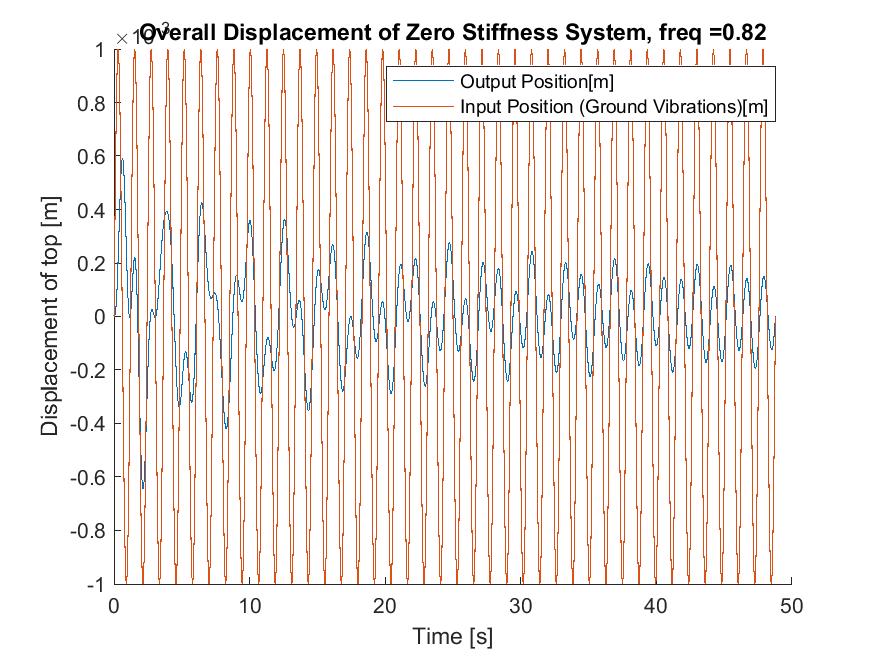 ×10-3
Overall Displacement of Zero Stiffness System, freq =0.82
Output Position[m]
Input Position (Ground Vibrations)[m]
1
0.8
0.6
0.4
0.2
0
-0.2
-0.4
-0.6
-0.8
-1
Displacement of top [m]
0 10 20 30 40 50
Time [s]